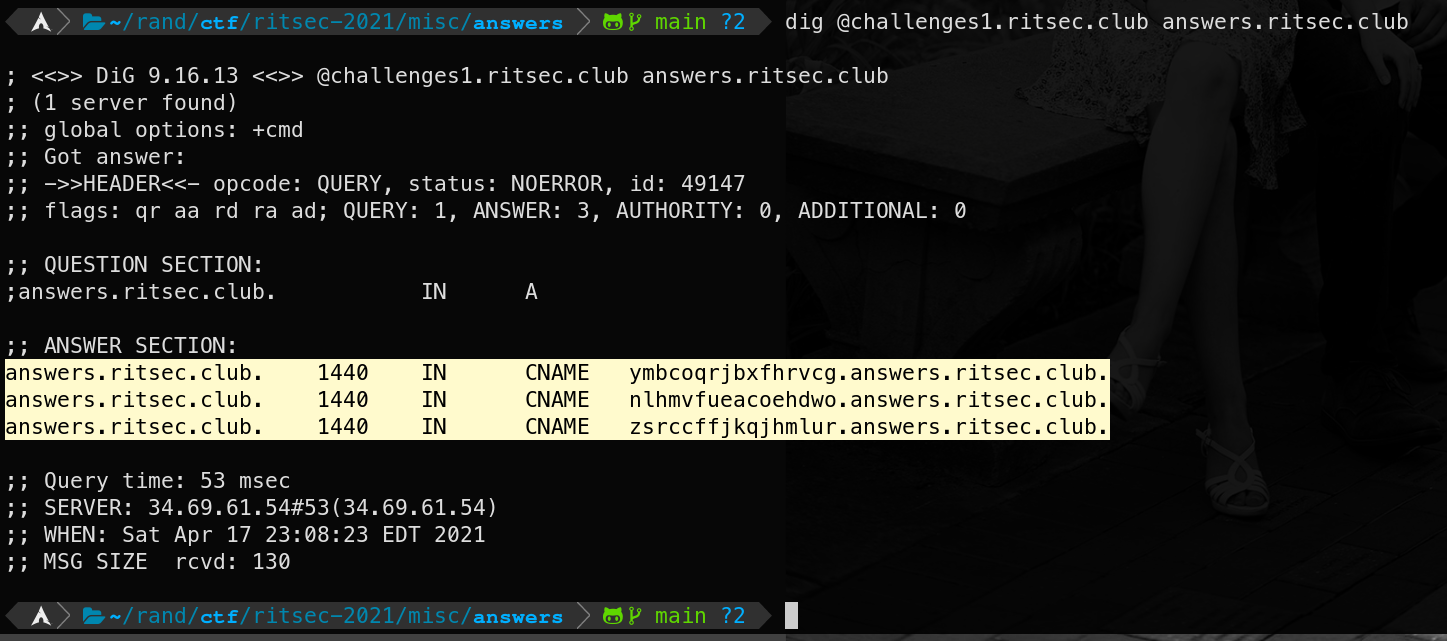 ~/rand/ctf/ritsec-2021/misc/answers main ?2 dig @challenges1.ritsec.club answers.ritsec.club
; <<>> DiG 9.16.13 <<>> @challenges1.ritsec.club answers.ritsec.club
; (1 server found)
;; global options: +cmd
;; Got answer:
;; ->>HEADER<<- opcode: QUERY, status: NOERROR, id: 49147
;; flags: qr aa rd ra ad; QUERY: 1, ANSWER: 3, AUTHORITY: 0, ADDITIONAL: 0
;; QUESTION SECTION:
;answers.ritsec.club. IN A
;; ANSWER SECTION:
answers.ritsec.club. 1440 IN CNAME ymbcoqrjbxfhrvcg.answers.ritsec.club.
answers.ritsec.club. 1440 IN CNAME nlhmvfueacoehdwo.answers.ritsec.club.
answers.ritsec.club. 1440 IN CNAME zsrccffjkqjhmlur.answers.ritsec.club.
;; Query time: 53 msec
;; SERVER: 34.69.61.54#53(34.69.61.54)
;; WHEN: Sat Apr 17 23:08:23 EDT 2021
;; MSG SIZE rcvd: 130
~/rand/ctf/ritsec-2021/misc/answers main ?2